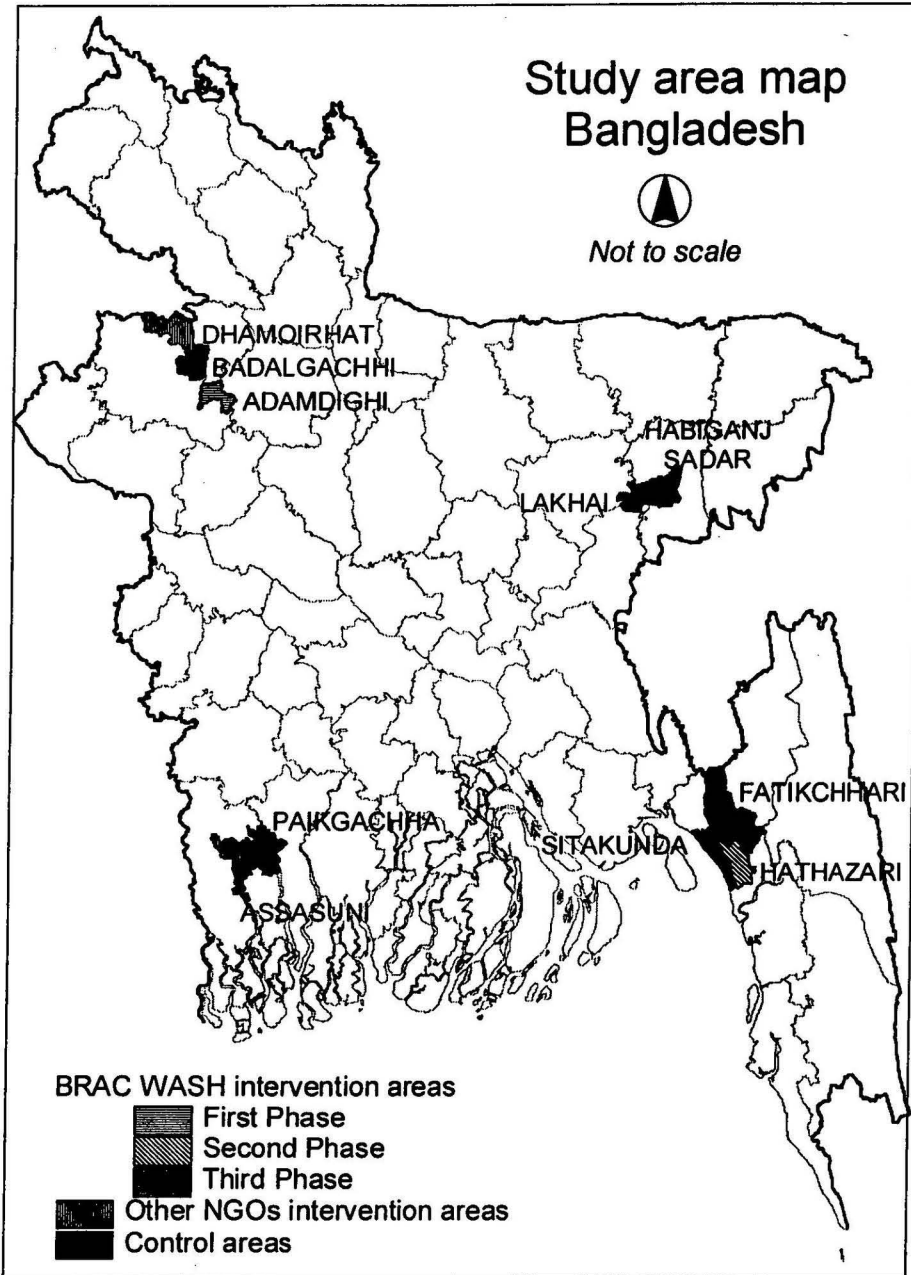 Study area map
Bangladesh
Not to scale
DHAMOIRHAT
BADALGACHHI
ADAMDIGHI
HABIGANJ
SADAR
LAKHAI
FATIKCHHARI
PAIKGACHHA
SITAKUNDA
HATHAZARI
ASSASUNI
BRAC WASH intervention areas
First Phase
Second Phase
Third Phase
Other NGOs intervention areas
Control areas